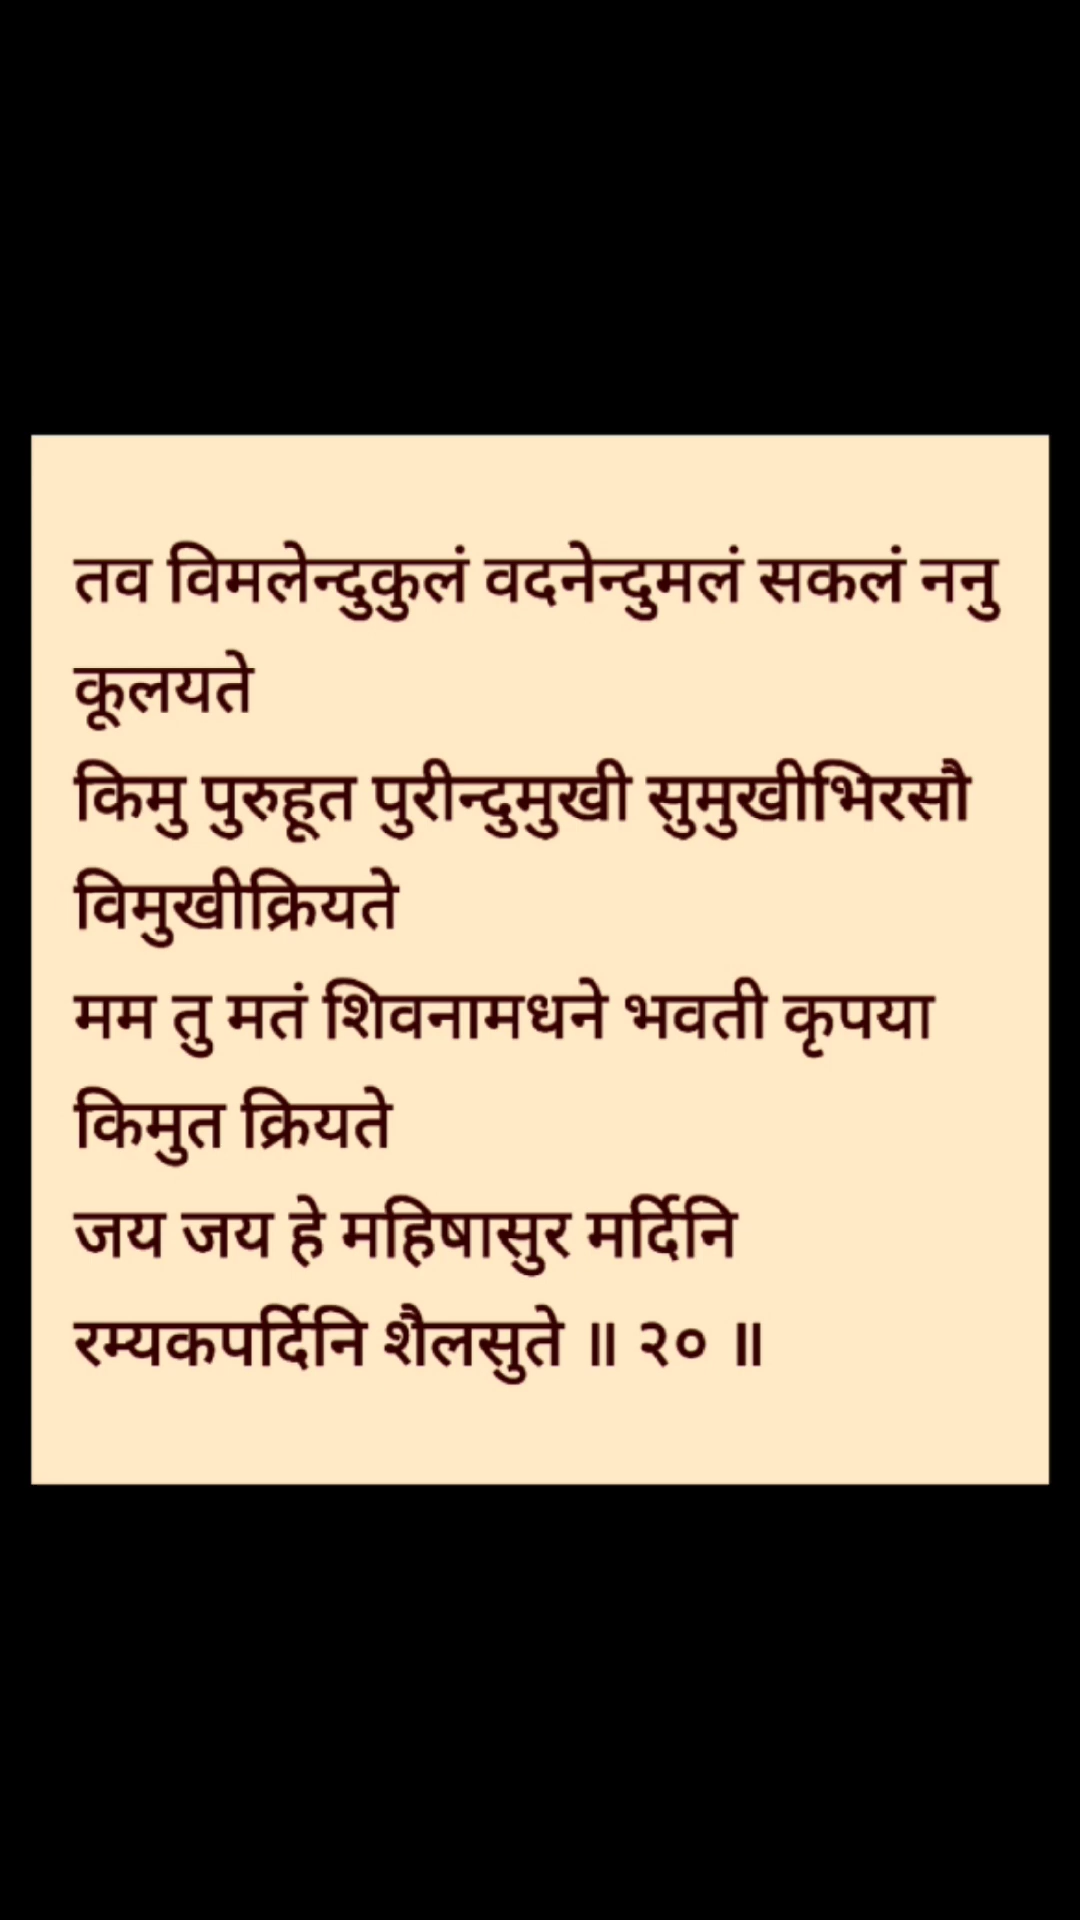 तव विमलेन्दुकुलं वदनेन्दुमलं सकलं ननु
कूलयते
किमु पुरुहूत पुरीन्दुमुखी सुमुखीभिरसौ
विमुखीक्रियते
मम तु मतं शिवनामधने भवती कृपया
किमुत क्रियते
जय जय हे महिषासुर मर्दिनि
रम्यकपर्दिनि शैलसुते ॥ २० ॥